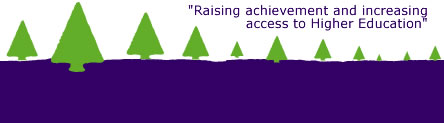 "Raising achievement and increasing
access to Higher Education"